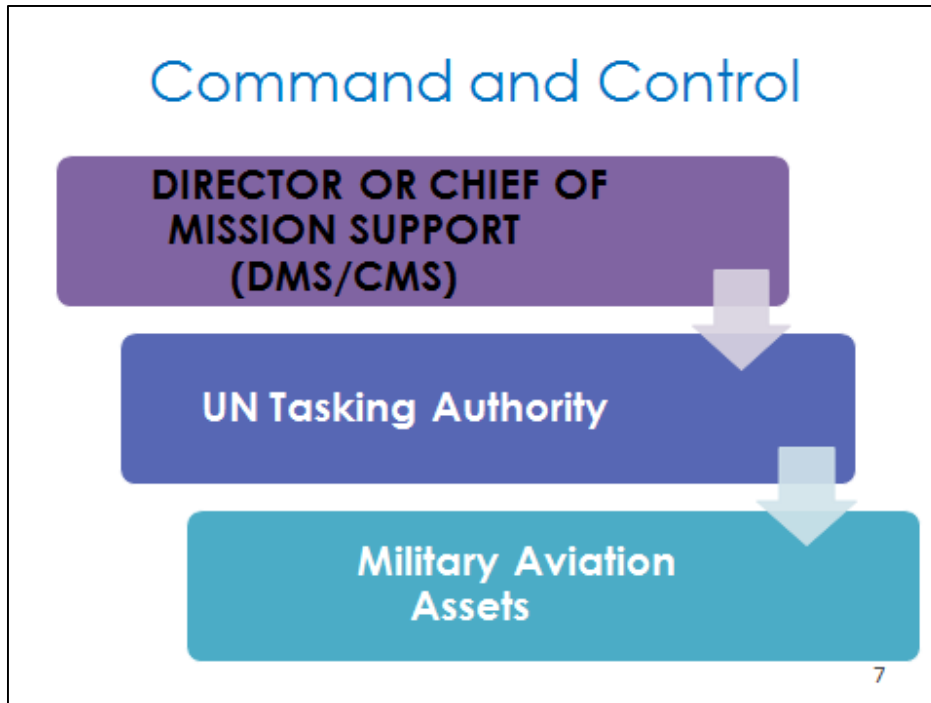 Command and Control
DIRECTOR OR CHIEF OF
MISSION SUPPORT
(DMS/CMS)
UN Tasking Authority
Military Aviation
Assets
7